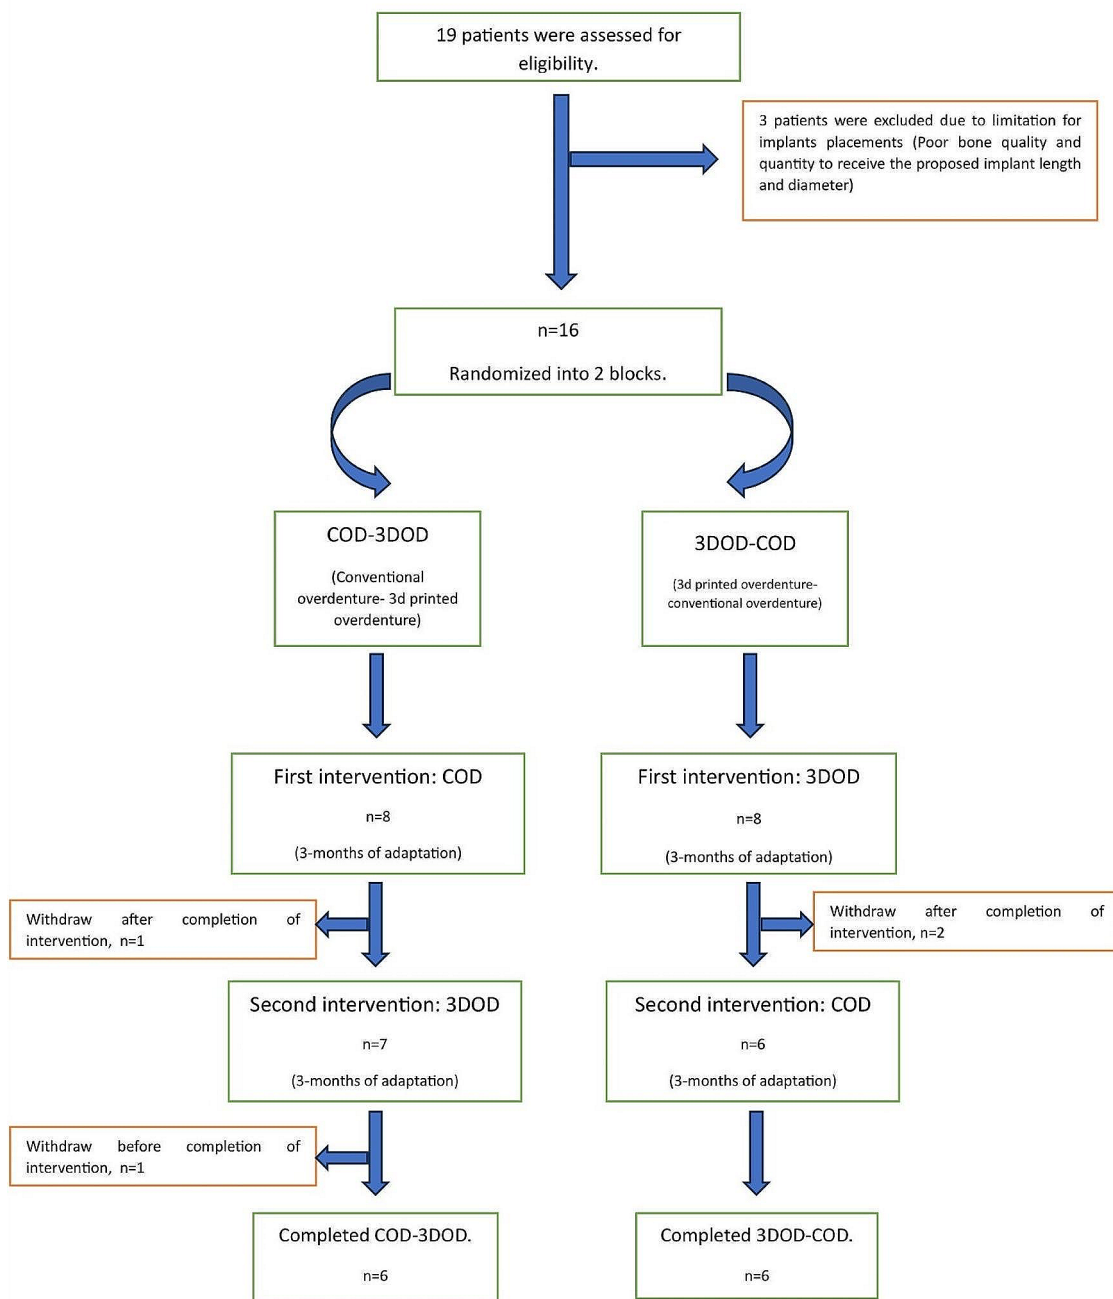 19 patients were assessed for
eligibility.
3 patients were excluded due to limitation for
implants placements (Poor bone quality and
quantity to receive the proposed implant length
and diameter)
n=16
Randomized into 2 blocks.
COD-3DOD
(Conventional
overdenture- 3d printed
overdenture)
3DOD-COD
(3d printed overdenture-
conventional overdenture)
First intervention: COD
n=8
(3-months of adaptation)
First intervention: 3DOD
n=8
(3-months of adaptation)
Withdraw after completion of
intervention, n=1
Withdraw after completion of
intervention, n=2
Second intervention: 3DOD
n=7
(3-months of adaptation)
Second intervention: COD
n=6
(3-months of adaptation)
Withdraw before completion of
intervention, n=1
Completed COD-3DOD.
n=6
Completed 3DOD-COD.
n=6